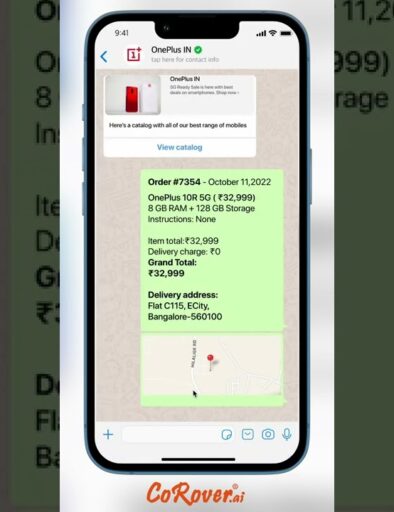 9:41
OnePlus IN
tap here for contact info
OnePlus IN
5G Ready Sale is here with best
deals on smartphones. Shop now ›
Here's a catalog with all of our best range of mobiles
View catalog
Order #7354 - October 11,2022
OnePlus 10R 5G ( ₹32,999)
8 GB RAM + 128 GB Storage
Instructions: None
Item total:₹32,999
Delivery charge: ₹0
Grand Total:
₹32,999
Delivery address:
Flat C115, ECity,
Bangalore-560100
CoRover.ai